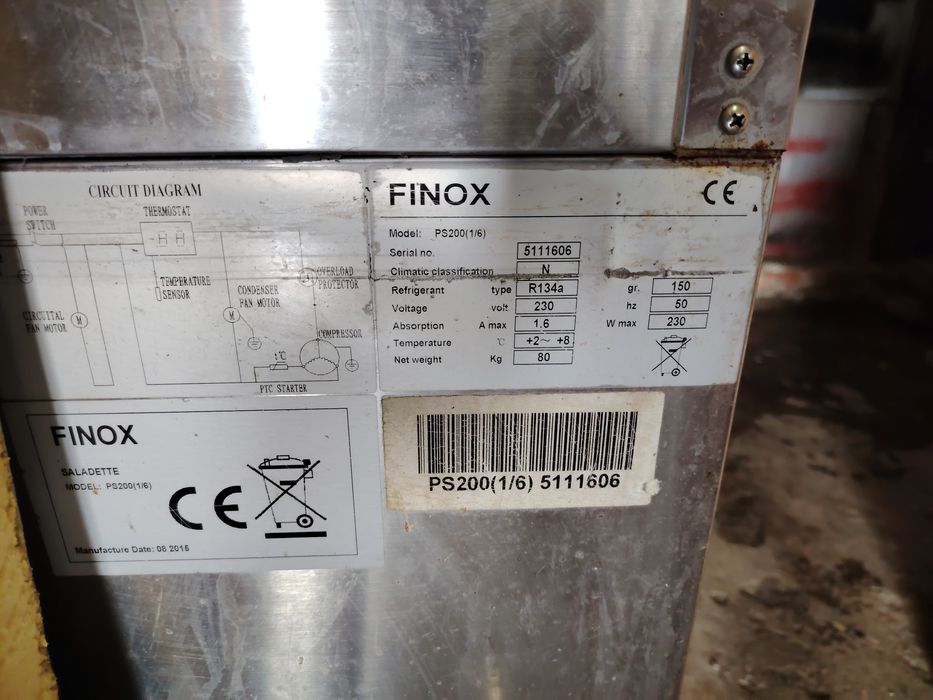 CIRCUIT DIAGRAM
POWER
SWITCH
THERMOSTAT
TEMPERATURE
SENSOR
CONDENSER
FAN MOTOR
OVERLOAD
PROTECTOR
CIRCUITAL
FAN MOTOR
M
M
COMPRESSOR
t℃
PTC STARTER
FINOX CE
Model: PS200(1/6)
Serial no. 5111606
Climatic classification N
Refrigerant type R134a gr. 150
Voltage volt 230 hz 50
Absorption A max 1.6 W max 230
Temperature ℃ +2~ +8
Net weight Kg 80
FINOX
SALADETTE
MODEL: PS200(1/6)
CE
Manufacture Date: 08 2015
PS200(1/6) 5111606